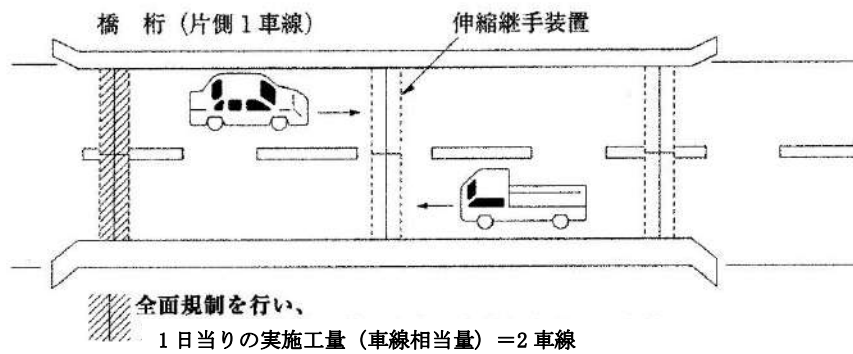 橋　桁（片側１車線）
伸縮継手装置
全面規制を行い、
１日当りの実施工量（車線相当量）＝2 車線